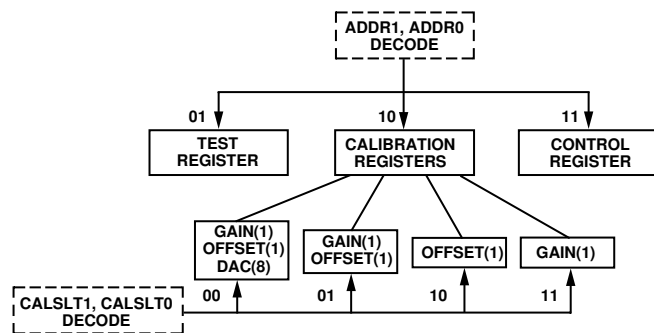 ADDR1, ADDR0
DECODE
01
10
11
TEST
REGISTER
CALIBRATION
REGISTERS
CONTROL
REGISTER
GAIN(1)
OFFSET(1)
DAC(8)
GAIN(1)
OFFSET(1)
OFFSET(1)
GAIN(1)
CALSLT1, CALSLT0
DECODE
00
01
10
11